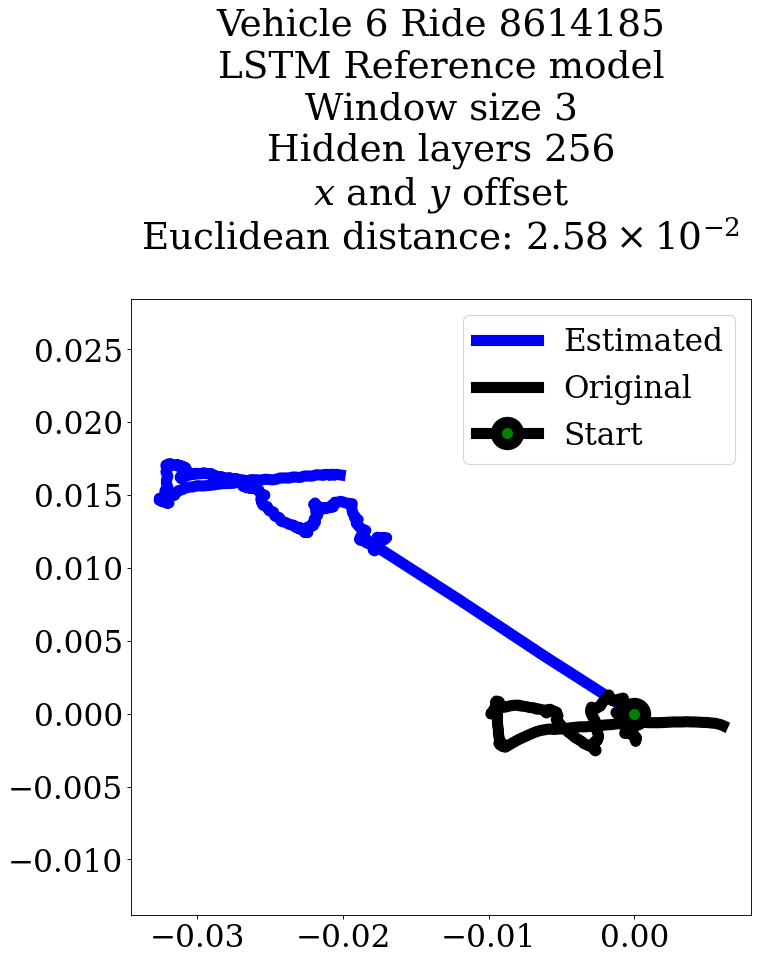 Vehicle 6 Ride 8614185
LSTM Reference model
Window size 3
Hidden layers 256
x and y offset
Euclidean distance: 2.58 × 10⁻²
Estimated
Original
Start
0.025
0.020
0.015
0.010
0.005
0.000
−0.005
−0.010
−0.03 −0.02 −0.01 0.00